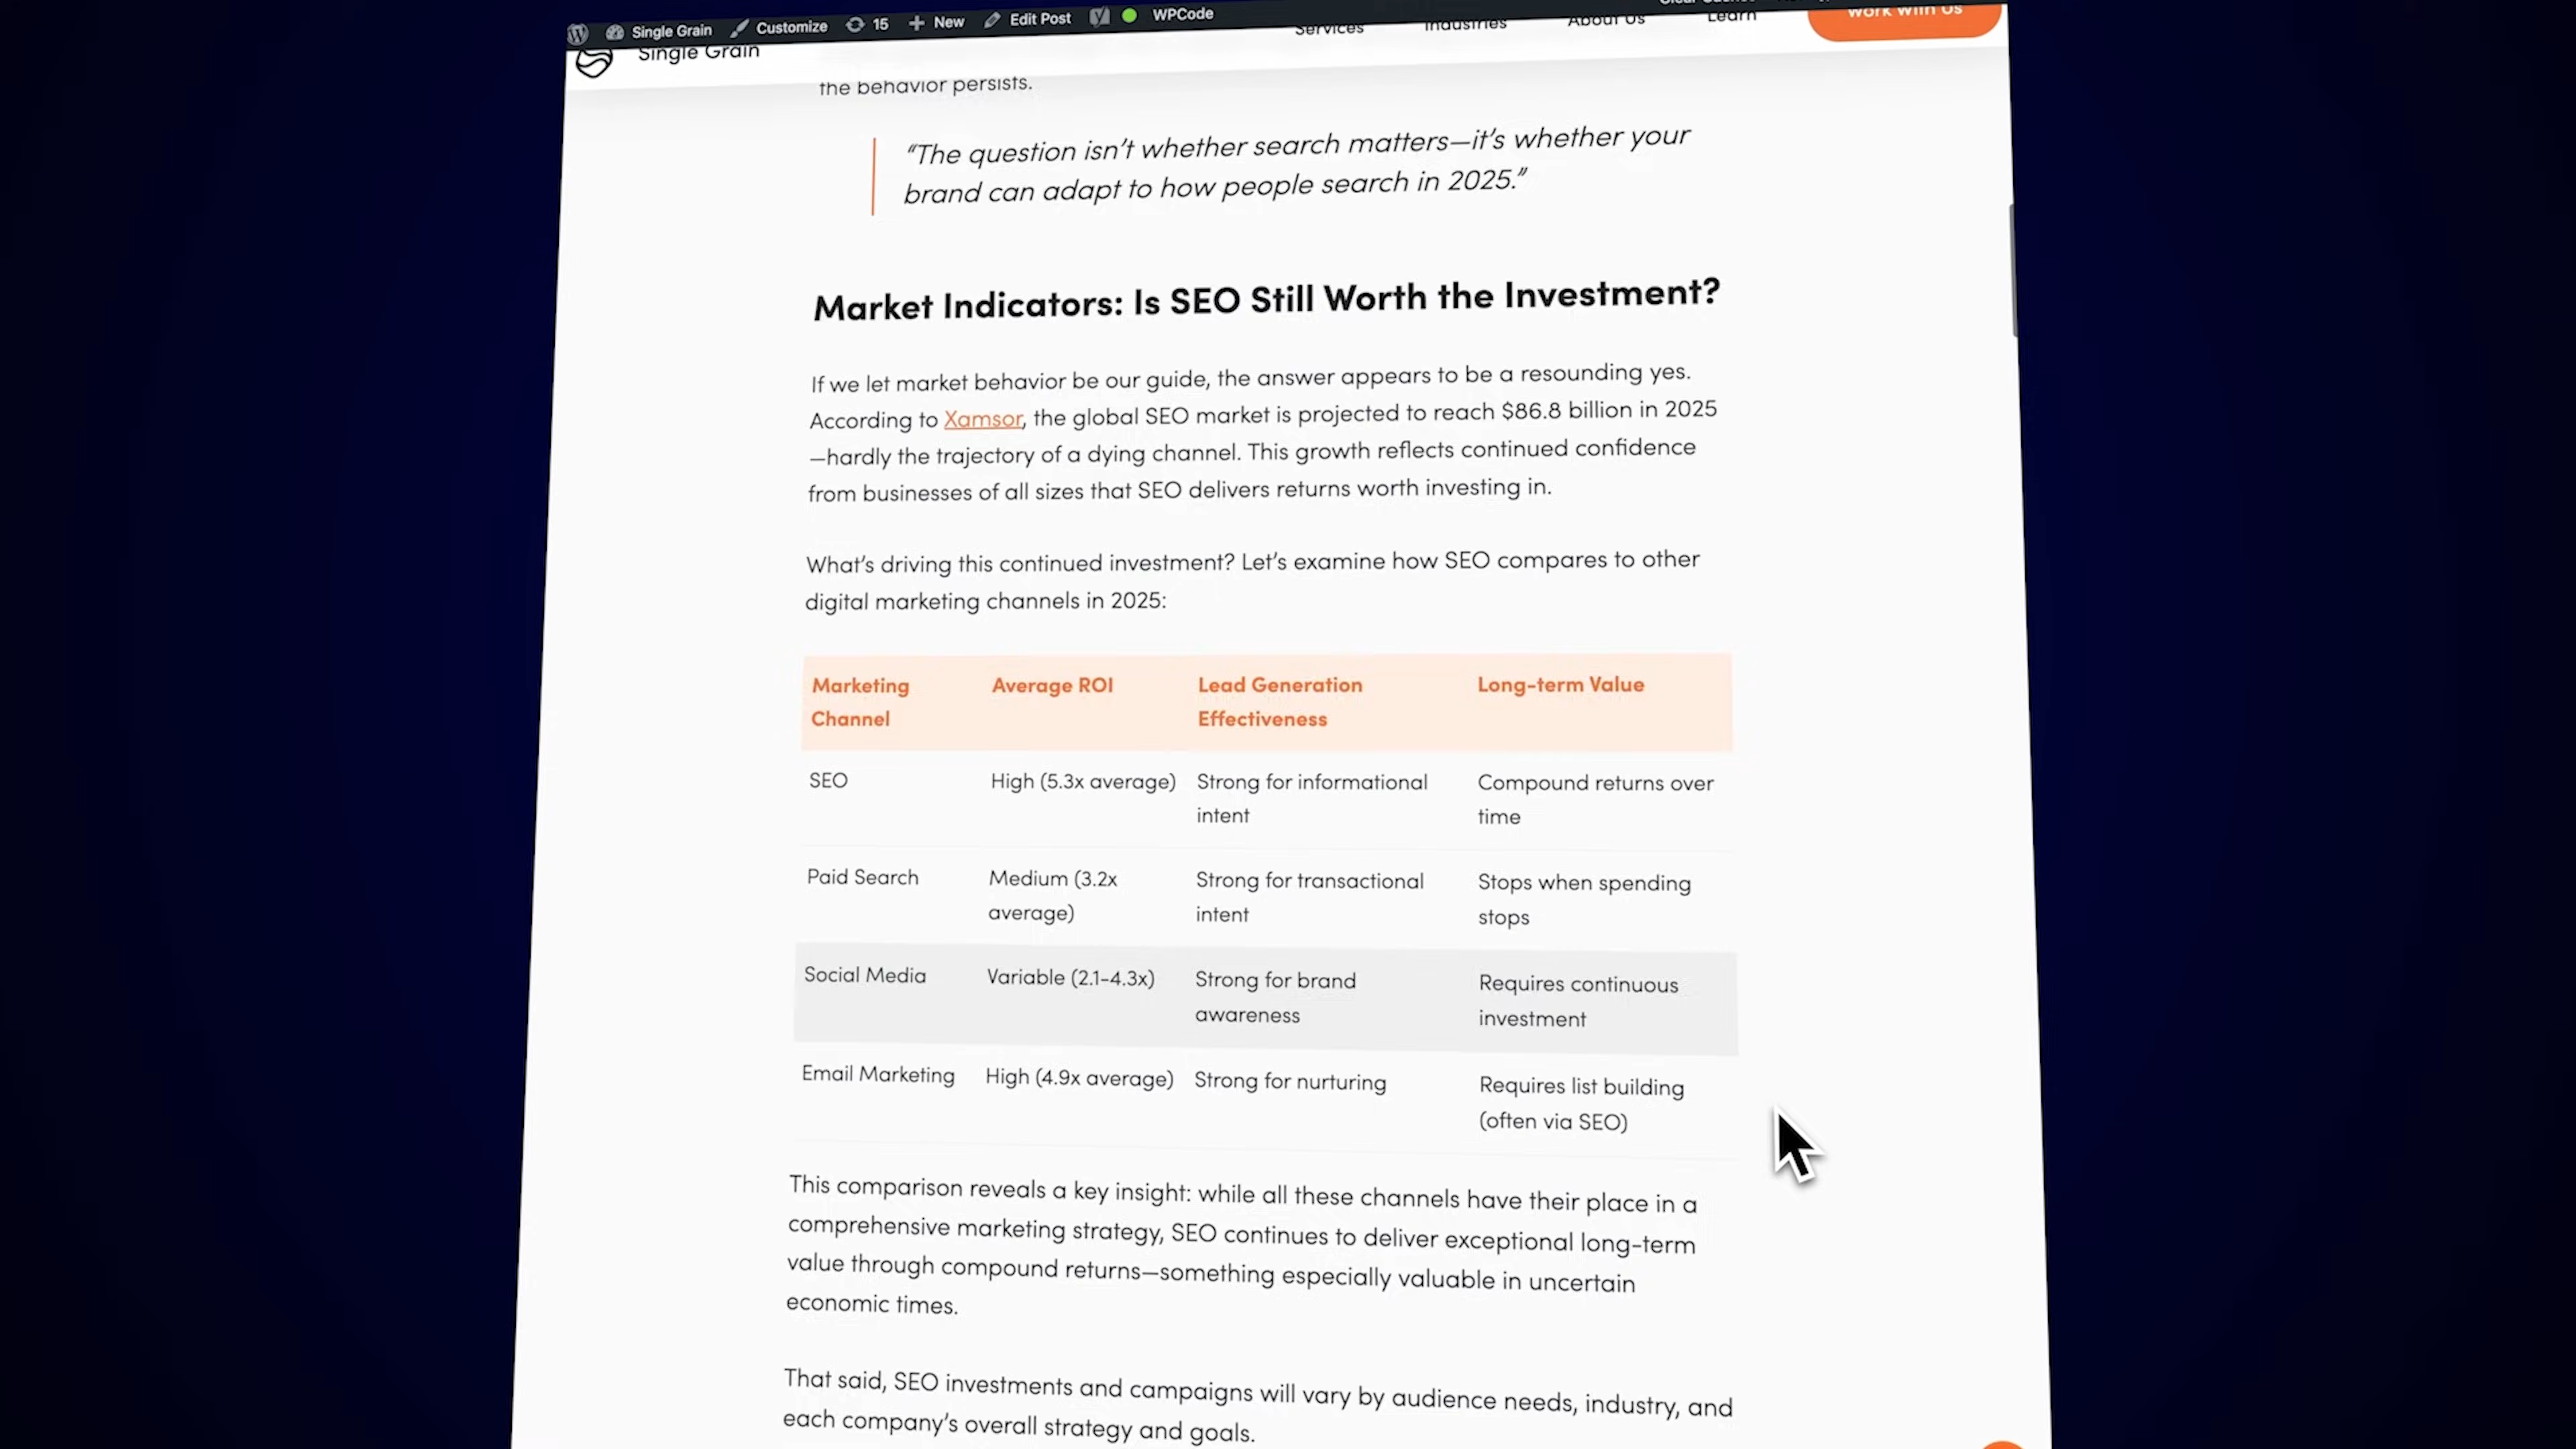 Single Grain Customize 15 New Edit Post WPCode
Single Grain Services Industries About Us Learn Work With Us
the behavior persists.
“The question isn’t whether search matters—it’s whether your
brand can adapt to how people search in 2025.”
Market Indicators: Is SEO Still Worth the Investment?
If we let market behavior be our guide, the answer appears to be a resounding yes.
According to Xamsor, the global SEO market is projected to reach $86.8 billion in 2025
—hardly the trajectory of a dying channel. This growth reflects continued confidence
from businesses of all sizes that SEO delivers returns worth investing in.
What’s driving this continued investment? Let’s examine how SEO compares to other
digital marketing channels in 2025:
Marketing Average ROI Lead Generation Long-term Value
Channel Effectiveness
SEO High (5.3x average) Strong for informational Compound returns over
intent time
Paid Search Medium (3.2x Strong for transactional Stops when spending
average) intent stops
Social Media Variable (2.1–4.3x) Strong for brand Requires continuous
awareness investment
Email Marketing High (4.9x average) Strong for nurturing Requires list building
(often via SEO)
This comparison reveals a key insight: while all these channels have their place in a
comprehensive marketing strategy, SEO continues to deliver exceptional long-term
value through compound returns—something especially valuable in uncertain
economic times.
That said, SEO investments and campaigns will vary by audience needs, industry, and
each company’s overall strategy and goals.